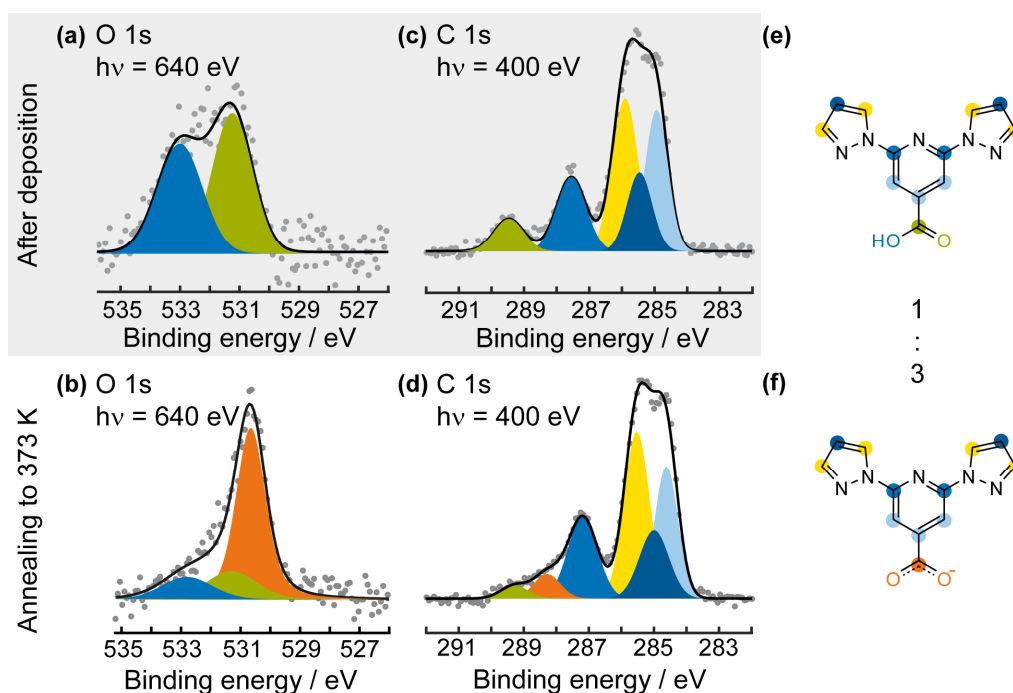 After deposition
(a) O 1s
hν = 640 eV
535 533 531 529 527
Binding energy / eV
(c) C 1s
hν = 400 eV
291 289 287 285 283
Binding energy / eV
(e)
N
N N N
N N
HO O
1
:
3
Annealing to 373 K
(b) O 1s
hν = 640 eV
535 533 531 529 527
Binding energy / eV
(d) C 1s
hν = 400 eV
291 289 287 285 283
Binding energy / eV
(f)
N
N N N
N N
O O⁻